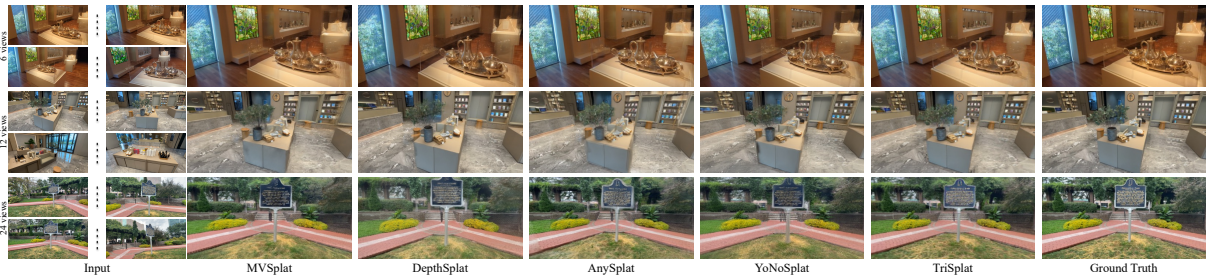 6 views
12 views
24 views
Input
MVSplat
DepthSplat
AnySplat
YoNoSplat
TriSplat
Ground Truth